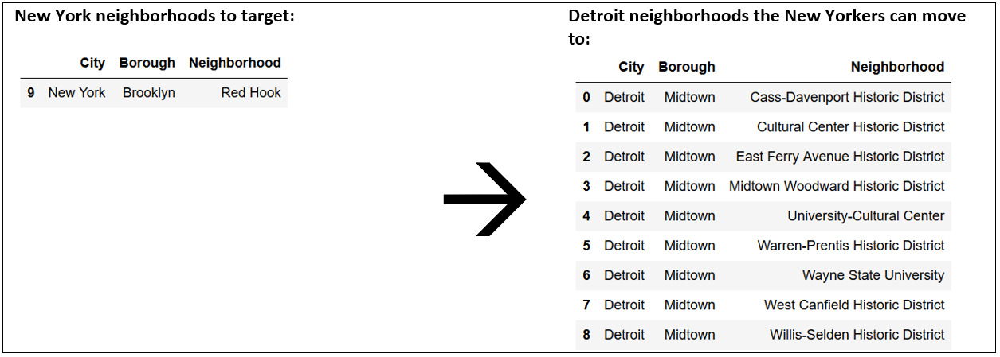 New York neighborhoods to target:
City Borough Neighborhood
9 New York Brooklyn Red Hook
Detroit neighborhoods the New Yorkers can move
to:
City Borough Neighborhood
0 Detroit Midtown Cass-Davenport Historic District
1 Detroit Midtown Cultural Center Historic District
2 Detroit Midtown East Ferry Avenue Historic District
3 Detroit Midtown Midtown Woodward Historic District
4 Detroit Midtown University-Cultural Center
5 Detroit Midtown Warren-Prentis Historic District
6 Detroit Midtown Wayne State University
7 Detroit Midtown West Canfield Historic District
8 Detroit Midtown Willis-Selden Historic District